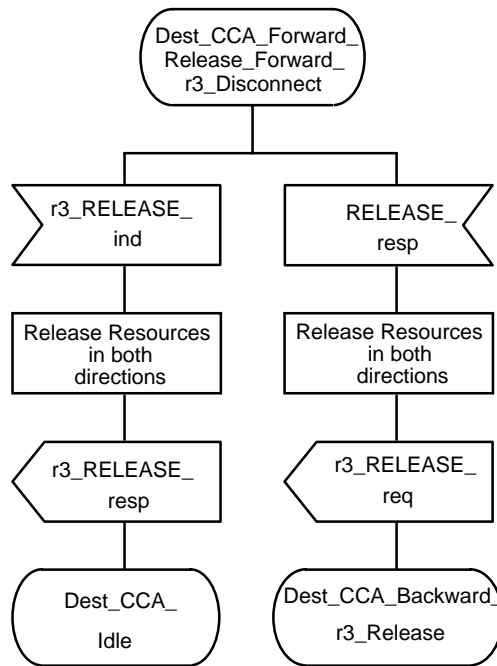 Dest_CCA_Forward_
Release_Forward_
r3_Disconnect
r3_RELEASE_
ind
RELEASE_
resp
Release Resources
in both
directions
Release Resources
in both
directions
r3_RELEASE_
resp
r3_RELEASE_
req
Dest_CCA_
Idle
Dest_CCA_Backward_
r3_Release